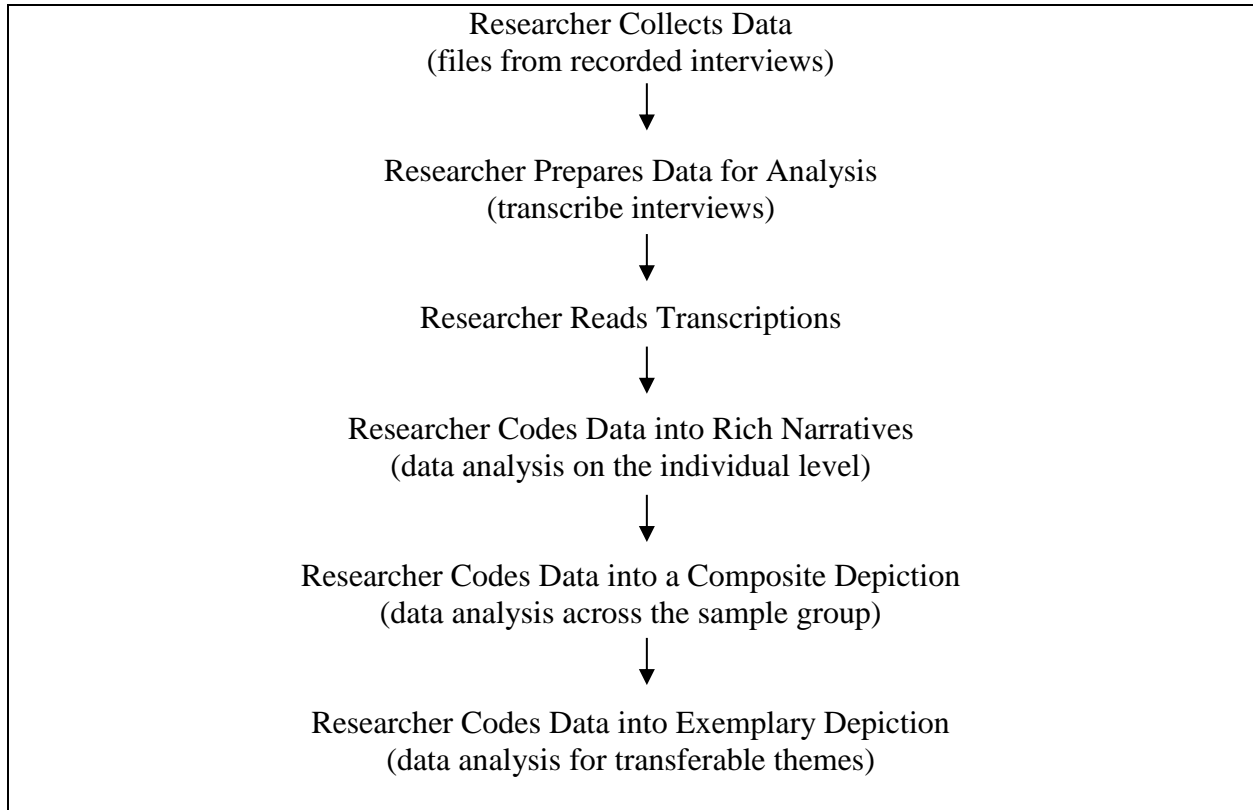 Researcher Collects Data
(files from recorded interviews)
Researcher Prepares Data for Analysis
(transcribe interviews)
Researcher Reads Transcriptions
Researcher Codes Data into Rich Narratives
(data analysis on the individual level)
Researcher Codes Data into a Composite Depiction
(data analysis across the sample group)
Researcher Codes Data into Exemplary Depiction
(data analysis for transferable themes)